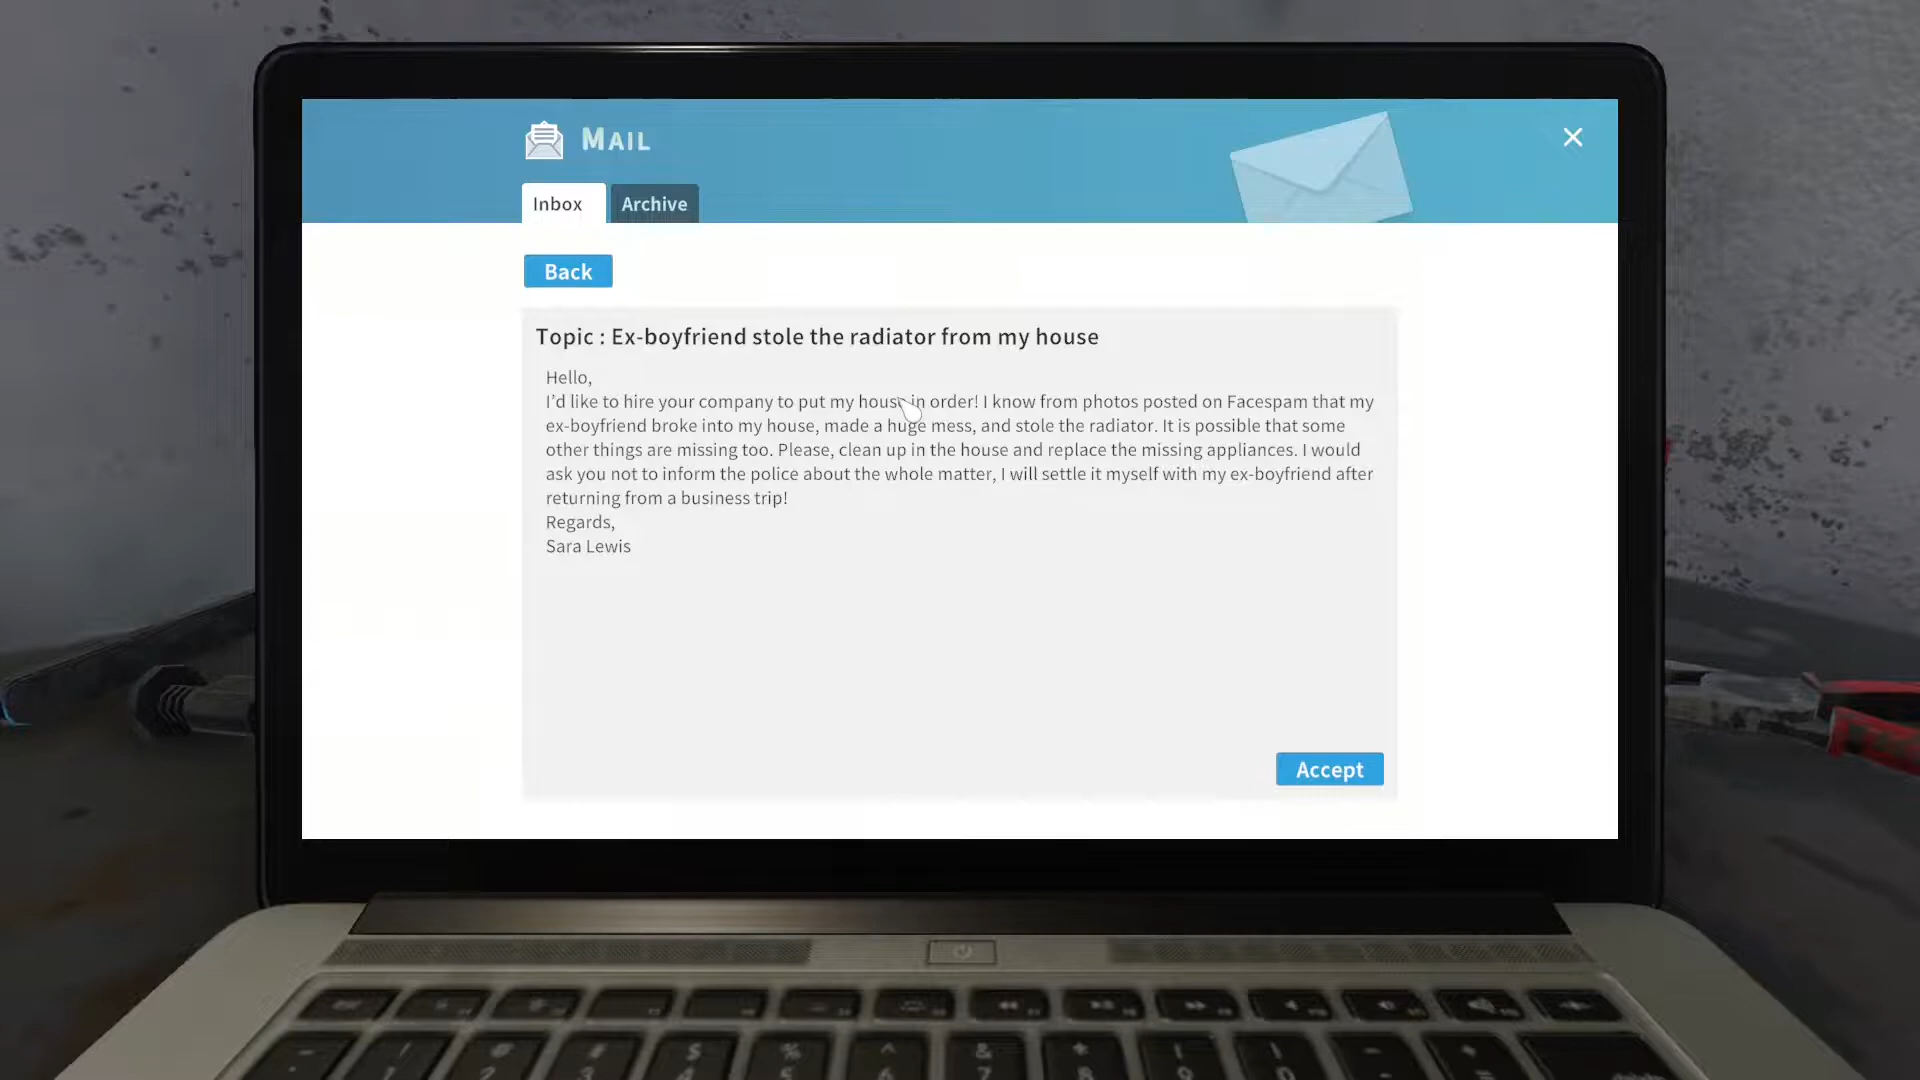 MAIL
Inbox
Archive
Back
Topic : Ex-boyfriend stole the radiator from my house
Hello,
I'd like to hire your company to put my house in order! I know from photos posted on Facespam that my
ex-boyfriend broke into my house, made a huge mess, and stole the radiator. It is possible that some
other things are missing too. Please, clean up in the house and replace the missing appliances. I would
ask you not to inform the police about the whole matter, I will settle it myself with my ex-boyfriend after
returning from a business trip!
Regards,
Sara Lewis
Accept